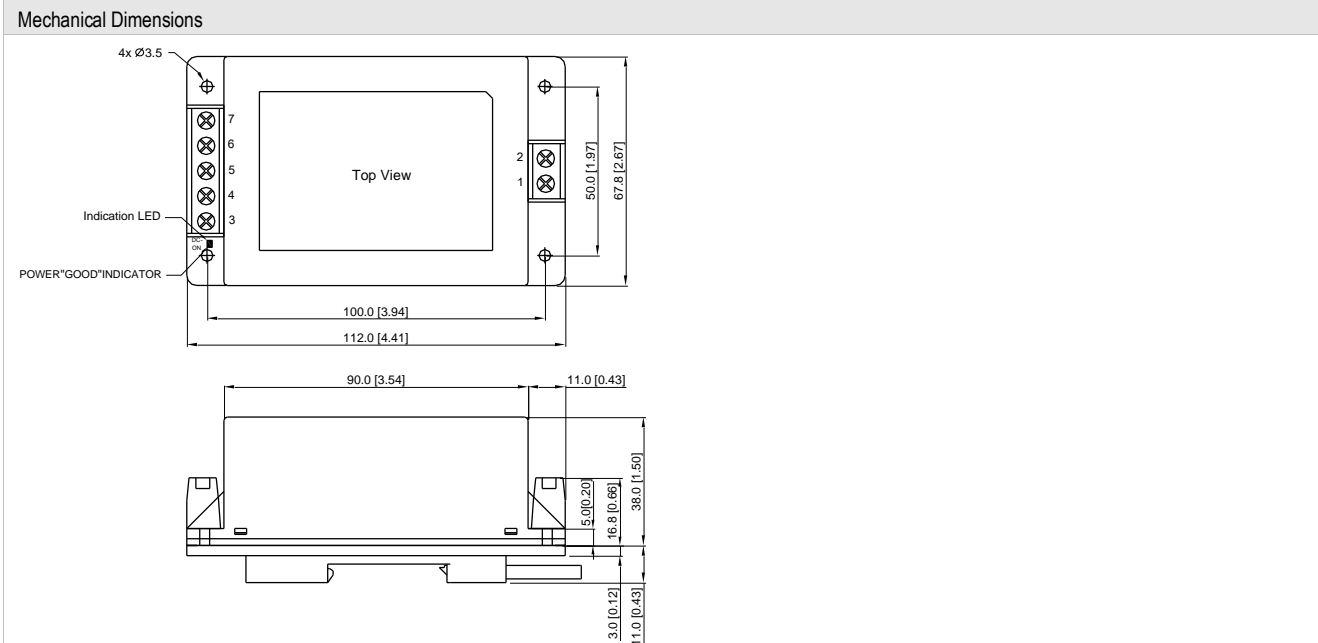 Mechanical Dimensions
4x Ø3.5
7
6
5
4
3
2
1
Top View
50.0 [1.97]
67.8 [2.67]
Indication LED
DC-
ON
POWER"GOOD"INDICATOR
100.0 [3.94]
112.0 [4.41]
90.0 [3.54]
11.0 [0.43]
5.0[0.20]
16.8 [0.66]
38.0 [1.50]
3.0 [0.12]
11.0 [0.43]